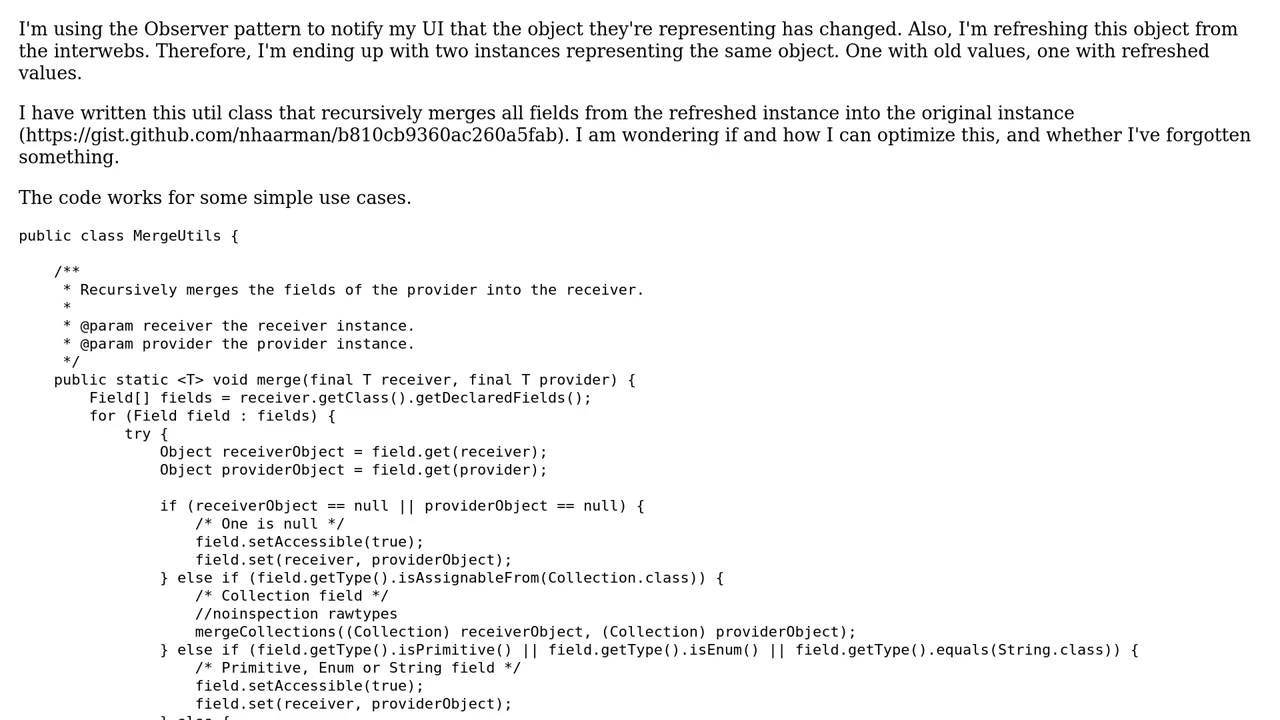 I'm using the Observer pattern to notify my UI that the object they're representing has changed. Also, I'm refreshing this object from
the interwebs. Therefore, I'm ending up with two instances representing the same object. One with old values, one with refreshed
values.
I have written this util class that recursively merges all fields from the refreshed instance into the original instance
(https://gist.github.com/nhaarman/b810cb9360ac260a5fab). I am wondering if and how I can optimize this, and whether I've forgotten
something.
The code works for some simple use cases.
public class MergeUtils {
    /**
     * Recursively merges the fields of the provider into the receiver.
     *
     * @param receiver the receiver instance.
     * @param provider the provider instance.
     */
    public static <T> void merge(final T receiver, final T provider) {
        Field[] fields = receiver.getClass().getDeclaredFields();
        for (Field field : fields) {
            try {
                Object receiverObject = field.get(receiver);
                Object providerObject = field.get(provider);
                if (receiverObject == null || providerObject == null) {
                    /* One is null */
                    field.setAccessible(true);
                    field.set(receiver, providerObject);
                } else if (field.getType().isAssignableFrom(Collection.class)) {
                    /* Collection field */
                    //noinspection rawtypes
                    mergeCollections((Collection) receiverObject, (Collection) providerObject);
                } else if (field.getType().isPrimitive() || field.getType().isEnum() || field.getType().equals(String.class)) {
                    /* Primitive, Enum or String field */
                    field.setAccessible(true);
                    field.set(receiver, providerObject);
                } else {